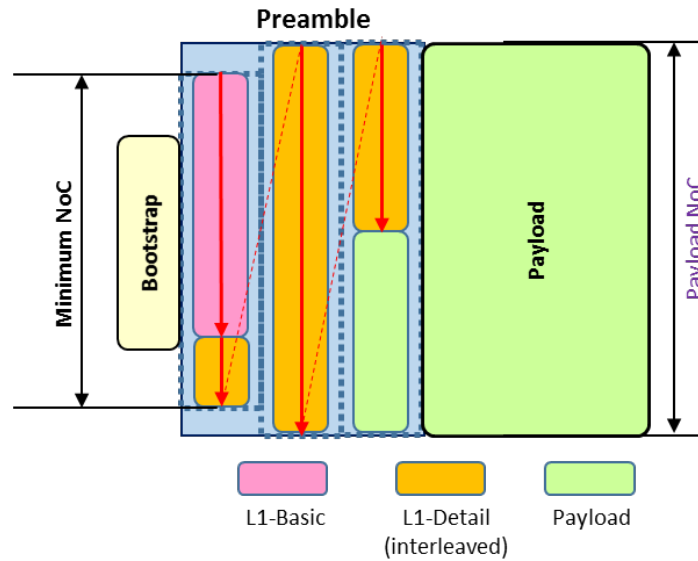 Preamble
Minimum NoC
Bootstrap
Payload
Payload NoC
L1-Basic
L1-Detail
(interleaved)
Payload